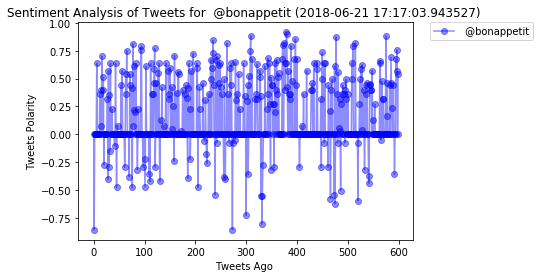 Sentiment Analysis of Tweets for @bonappetit (2018-06-21 17:17:03.943527)
@bonappetit
Tweets Polarity
1.00
0.75
0.50
0.25
0.00
−0.25
−0.50
−0.75
0 100 200 300 400 500 600
Tweets Ago